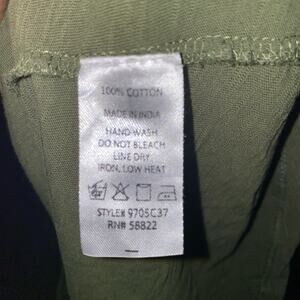 100% COTTON
MADE IN INDIA
HAND WASH
DO NOT BLEACH
LINE DRY
IRON, LOW HEAT
STYLE# 9705C37
RN# 58822